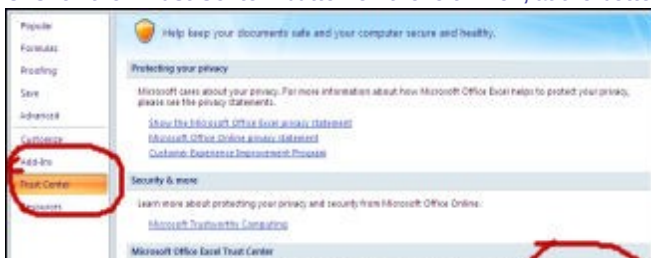 Popular
Formulas
Proofing
Save
Advanced
Customize
Add-Ins
Trust Center
Resources
Help keep your documents safe and your computer secure and healthy.
Protecting your privacy
Microsoft cares about your privacy. For more information about how Microsoft Office Excel helps to protect your privacy,
please see the privacy statements.
Show the Microsoft Office Excel privacy statement
Microsoft Office Online privacy statement
Customer Experience Improvement Program
Security & more
Learn more about protecting your privacy and security from Microsoft Office Online.
Microsoft Trustworthy Computing
Microsoft Office Excel Trust Center